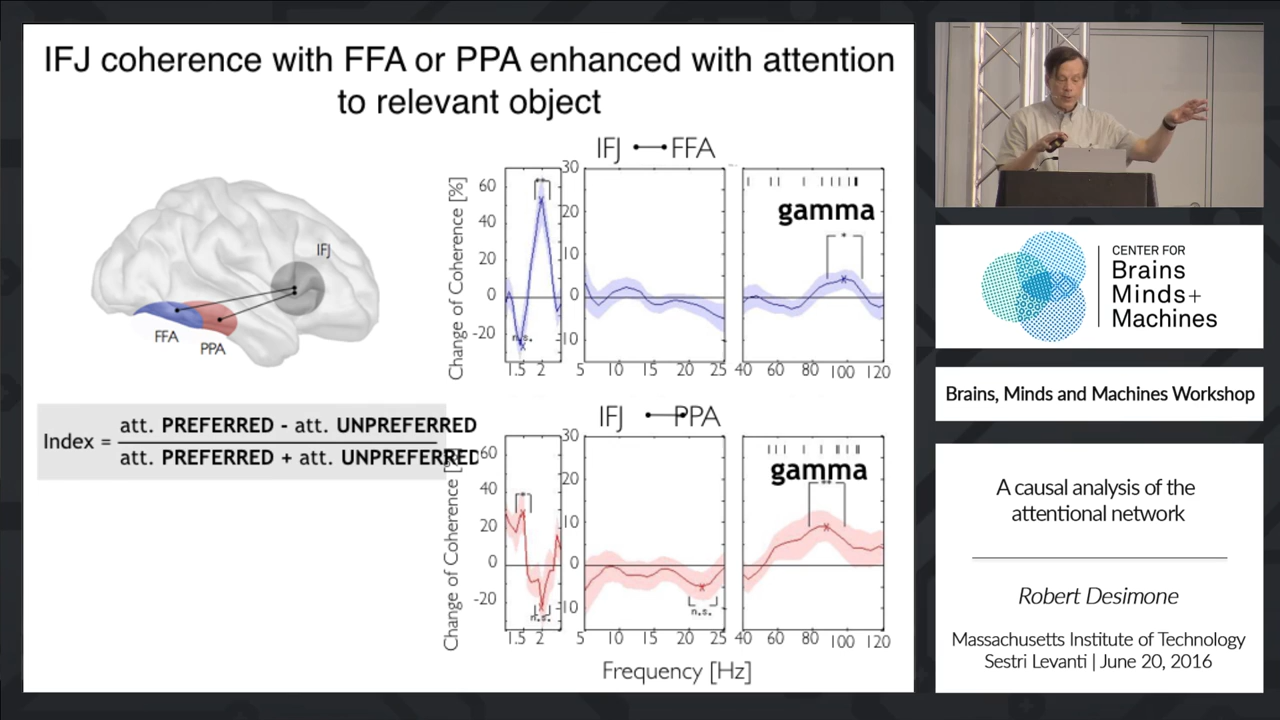 IFJ coherence with FFA or PPA enhanced with attention
to relevant object
IFJ
FFA
PPA
Index =
att. PREFERRED - att. UNPREFERRED
att. PREFERRED + att. UNPREFERRED
IFJ FFA
Change of Coherence [%]
60
40
20
0
-20
**
n.s.
1.5 2
30
20
10
0
-10
5 10 15 20 25
gamma
*
40 60 80 100 120
IFJ PPA
Change of Coherence [%]
60
40
20
0
-20
*
n.s.
1.5 2
30
20
10
0
-10
n.s.
5 10 15 20 25
gamma
**
40 60 80 100 120
Frequency [Hz]
CENTER FOR
Brains
Minds+
Machines
Brains, Minds and Machines Workshop
A causal analysis of the
attentional network
Robert Desimone
Massachusetts Institute of Technology
Sestri Levanti | June 20, 2016